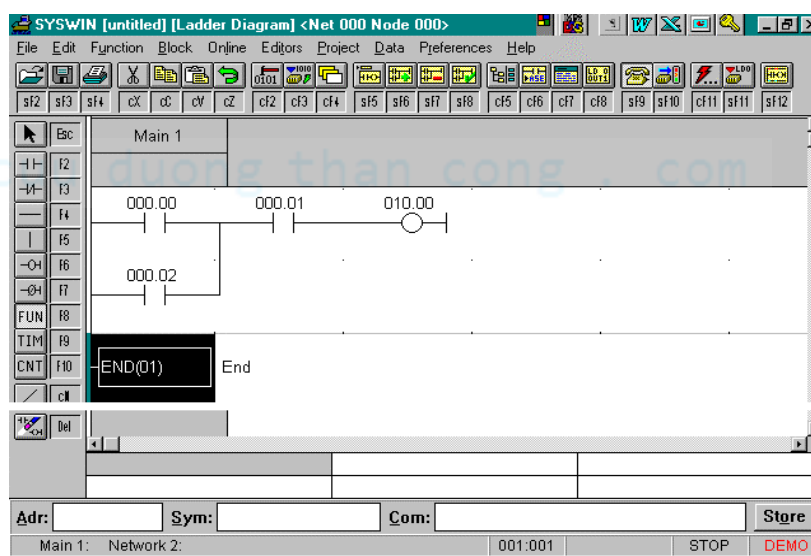 SYSWIN [untitled] [Ladder Diagram] <Net 000 Node 000>
File Edit Function Block Online Editors Project Data Preferences Help
sF2 sF3 sF4 cX cC cV cZ cF2 cF3 cF4 sF5 sF6 sF7 sF8 cF5 cF6 cF7 cF8 sF9 sF10 cF11 sF11 sF12
Esc Main 1
duong than cong . com
F2
F3
000.00 000.01 010.00
F4
F5
F6
000.02
F7
FUN F8
TIM F9
CNT F10 END(01) End
cN
Del
Adr: Sym: Com: Store
Main 1: Network 2: 001:001 STOP DEMO